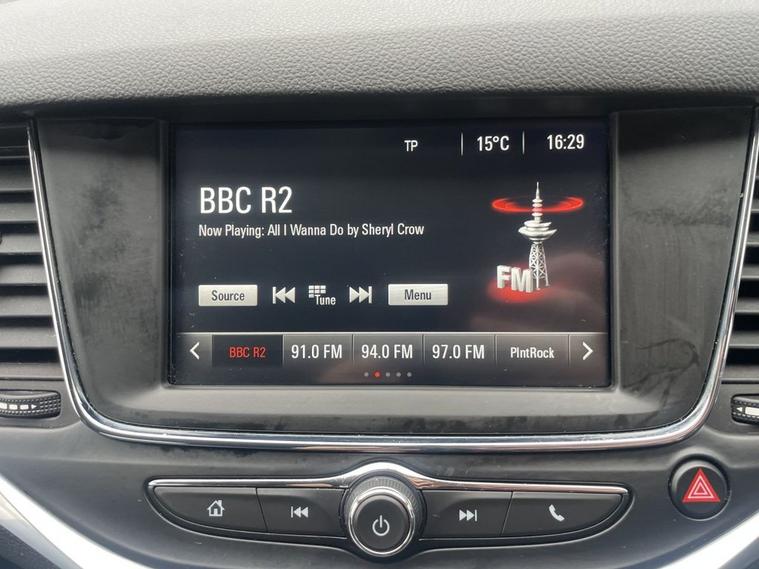 TP 15°C 16:29
BBC R2
Now Playing: All I Wanna Do by Sheryl Crow
FM
Source Tune Menu
BBC R2 91.0 FM 94.0 FM 97.0 FM PlntRock